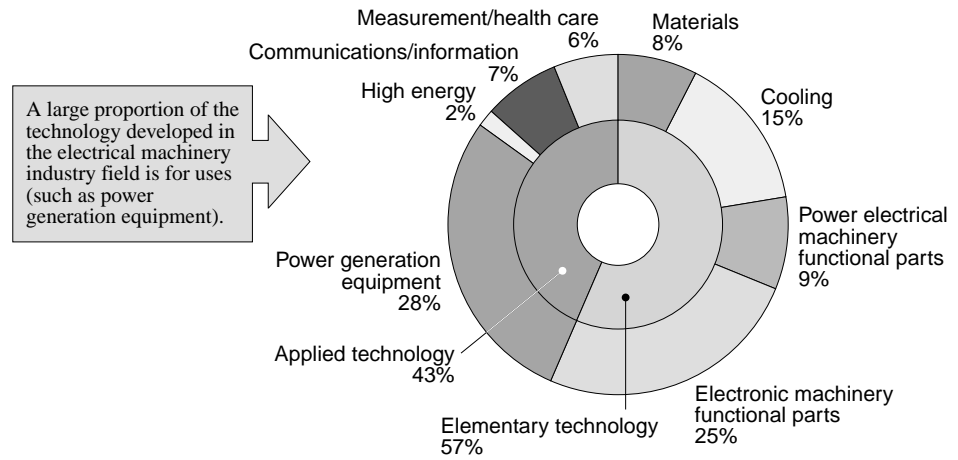 A large proportion of the
technology developed in
the electrical machinery
industry field is for uses
(such as power
generation equipment).
Measurement/health care
6%
Communications/information
7%
High energy
2%
Power generation
equipment
28%
Applied technology
43%
Elementary technology
57%
Materials
8%
Cooling
15%
Power electrical
machinery
functional parts
9%
Electronic machinery
functional parts
25%